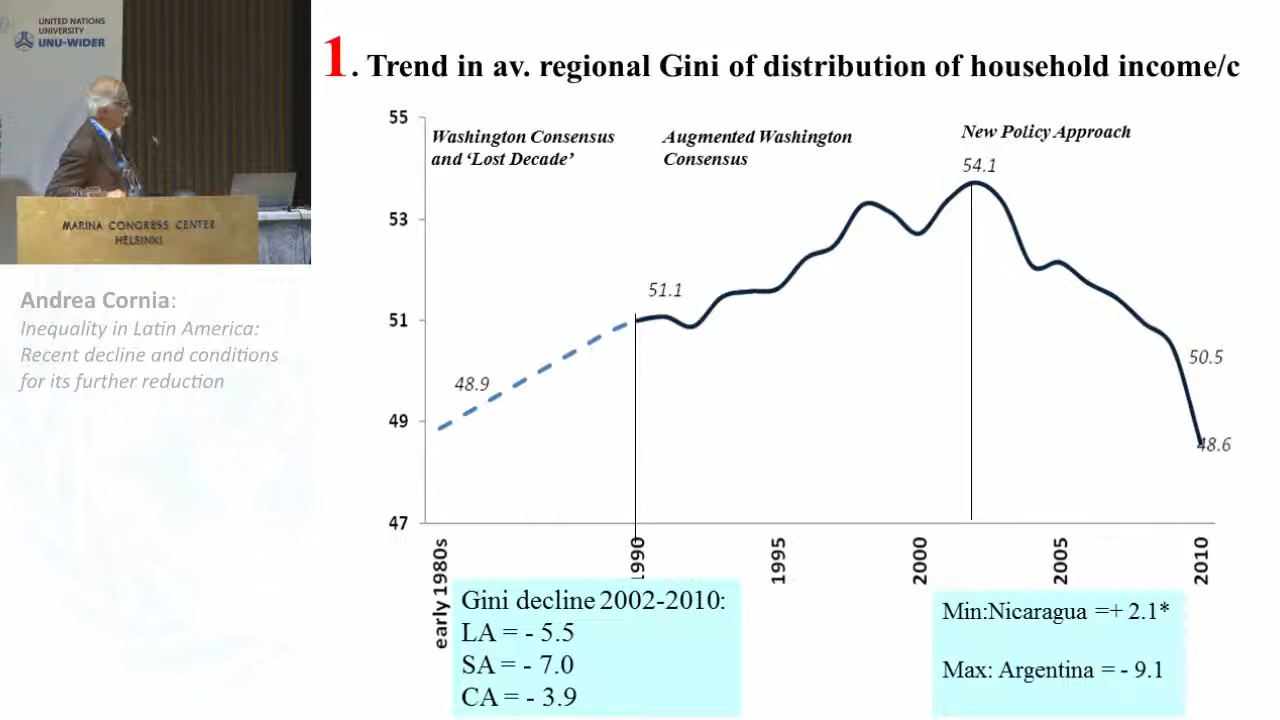 UNITED NATIONS
UNIVERSITY
UNU-WIDER
MARINA CONGRESS CENTER
HELSINKI
Andrea Cornia:
Inequality in Latin America:
Recent decline and conditions
for its further reduction
1. Trend in av. regional Gini of distribution of household income/c
Washington Consensus
and ‘Lost Decade’
Augmented Washington
Consensus
New Policy Approach
55
53
51
49
47
48.9
51.1
54.1
50.5
48.6
early 1980s
1990
1995
2000
2005
2010
Gini decline 2002-2010:
LA = - 5.5
SA = - 7.0
CA = - 3.9
Min:Nicaragua =+ 2.1*
Max: Argentina = - 9.1